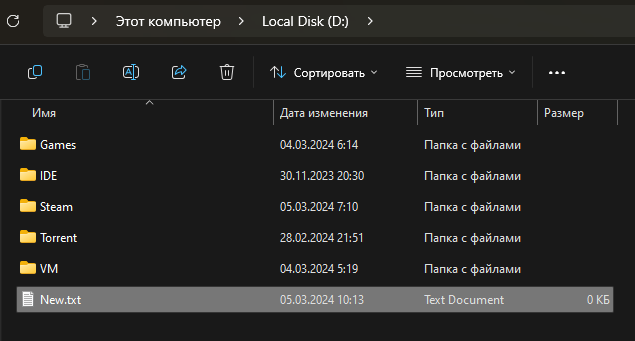 Этот компьютер > Local Disk (D:) >
Сортировать Просмотреть ...
Имя Дата изменения Тип Размер
Games 04.03.2024 6:14 Папка с файлами
IDE 30.11.2023 20:30 Папка с файлами
Steam 05.03.2024 7:10 Папка с файлами
Torrent 28.02.2024 21:51 Папка с файлами
VM 04.03.2024 5:19 Папка с файлами
New.txt 05.03.2024 10:13 Text Document 0 КБ